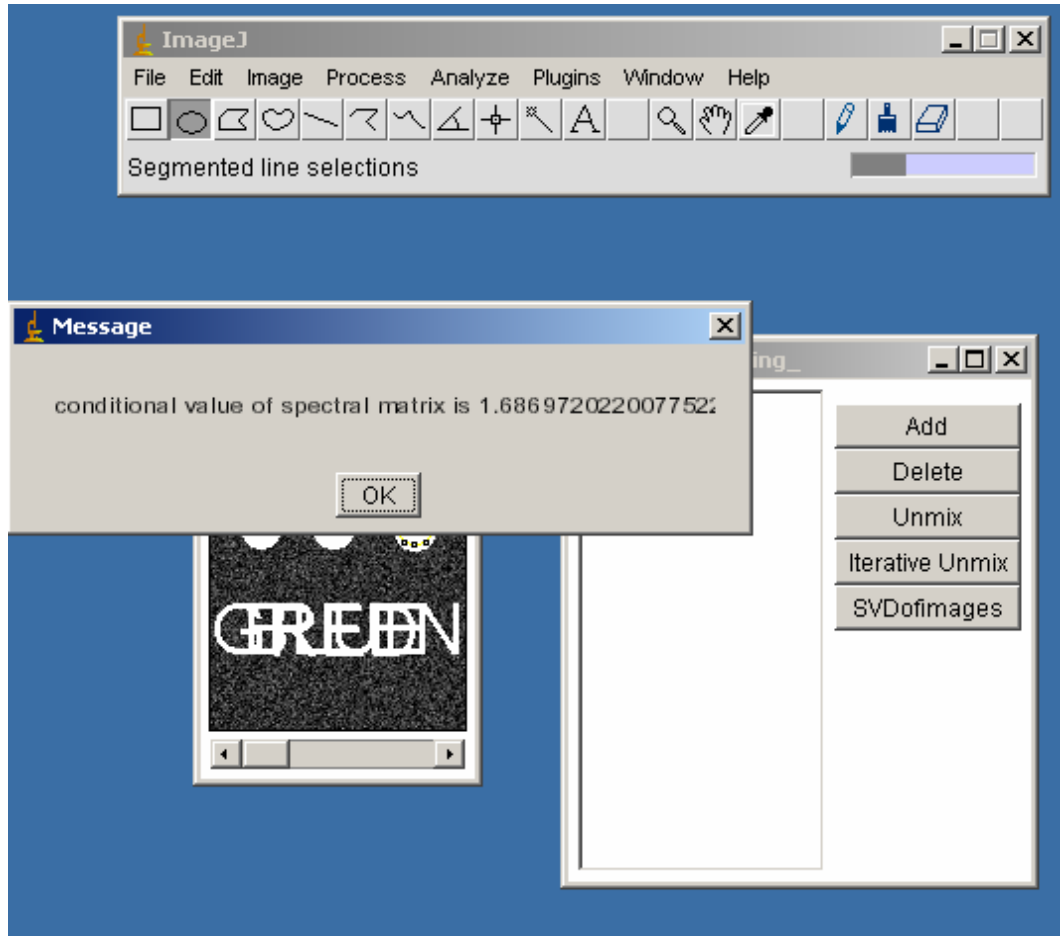 ImageJ
File Edit Image Process Analyze Plugins Window Help
Segmented line selections
Message
ing_
conditional value of spectral matrix is 1.686972022007752
OK
Add
Delete
Unmix
Iterative Unmix
SVDofimages